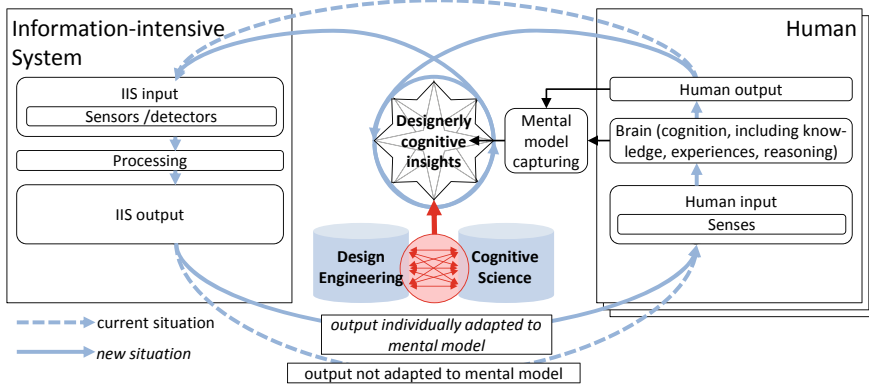 Information-intensive
System
IIS input
Sensors /detectors
Processing
IIS output
Designerly
cognitive
insights
Mental
model
capturing
Human
Human output
Brain (cognition, including know-
ledge, experiences, reasoning)
Human input
Senses
Design
Engineering
Cognitive
Science
current situation
new situation
output individually adapted to
mental model
output not adapted to mental model